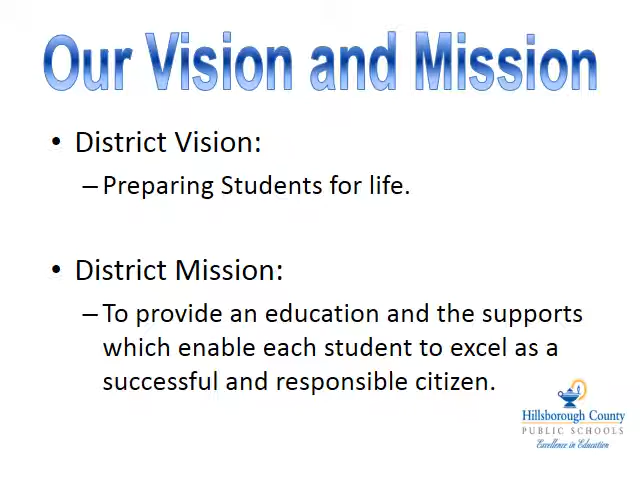 Our Vision and Mission
• District Vision:
– Preparing Students for life.
• District Mission:
– To provide an education and the supports
which enable each student to excel as a
successful and responsible citizen.
Hillsborough County
PUBLIC SCHOOLS
Excellence in Education